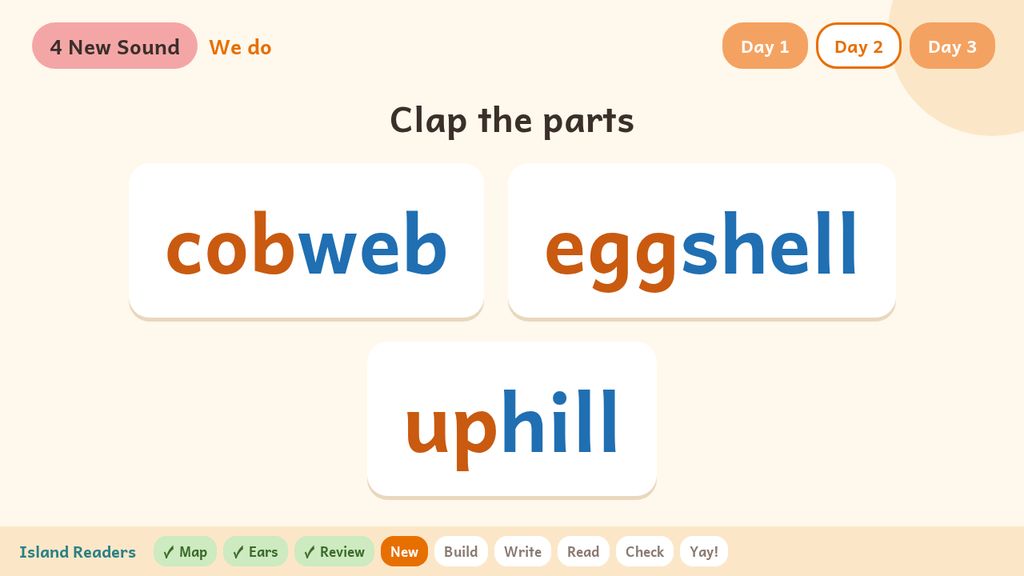 4 New Sound We do Day 1 Day 2 Day 3
Clap the parts
cobweb eggshell
uphill
Island Readers ✓ Map ✓ Ears ✓ Review New Build Write Read Check Yay!